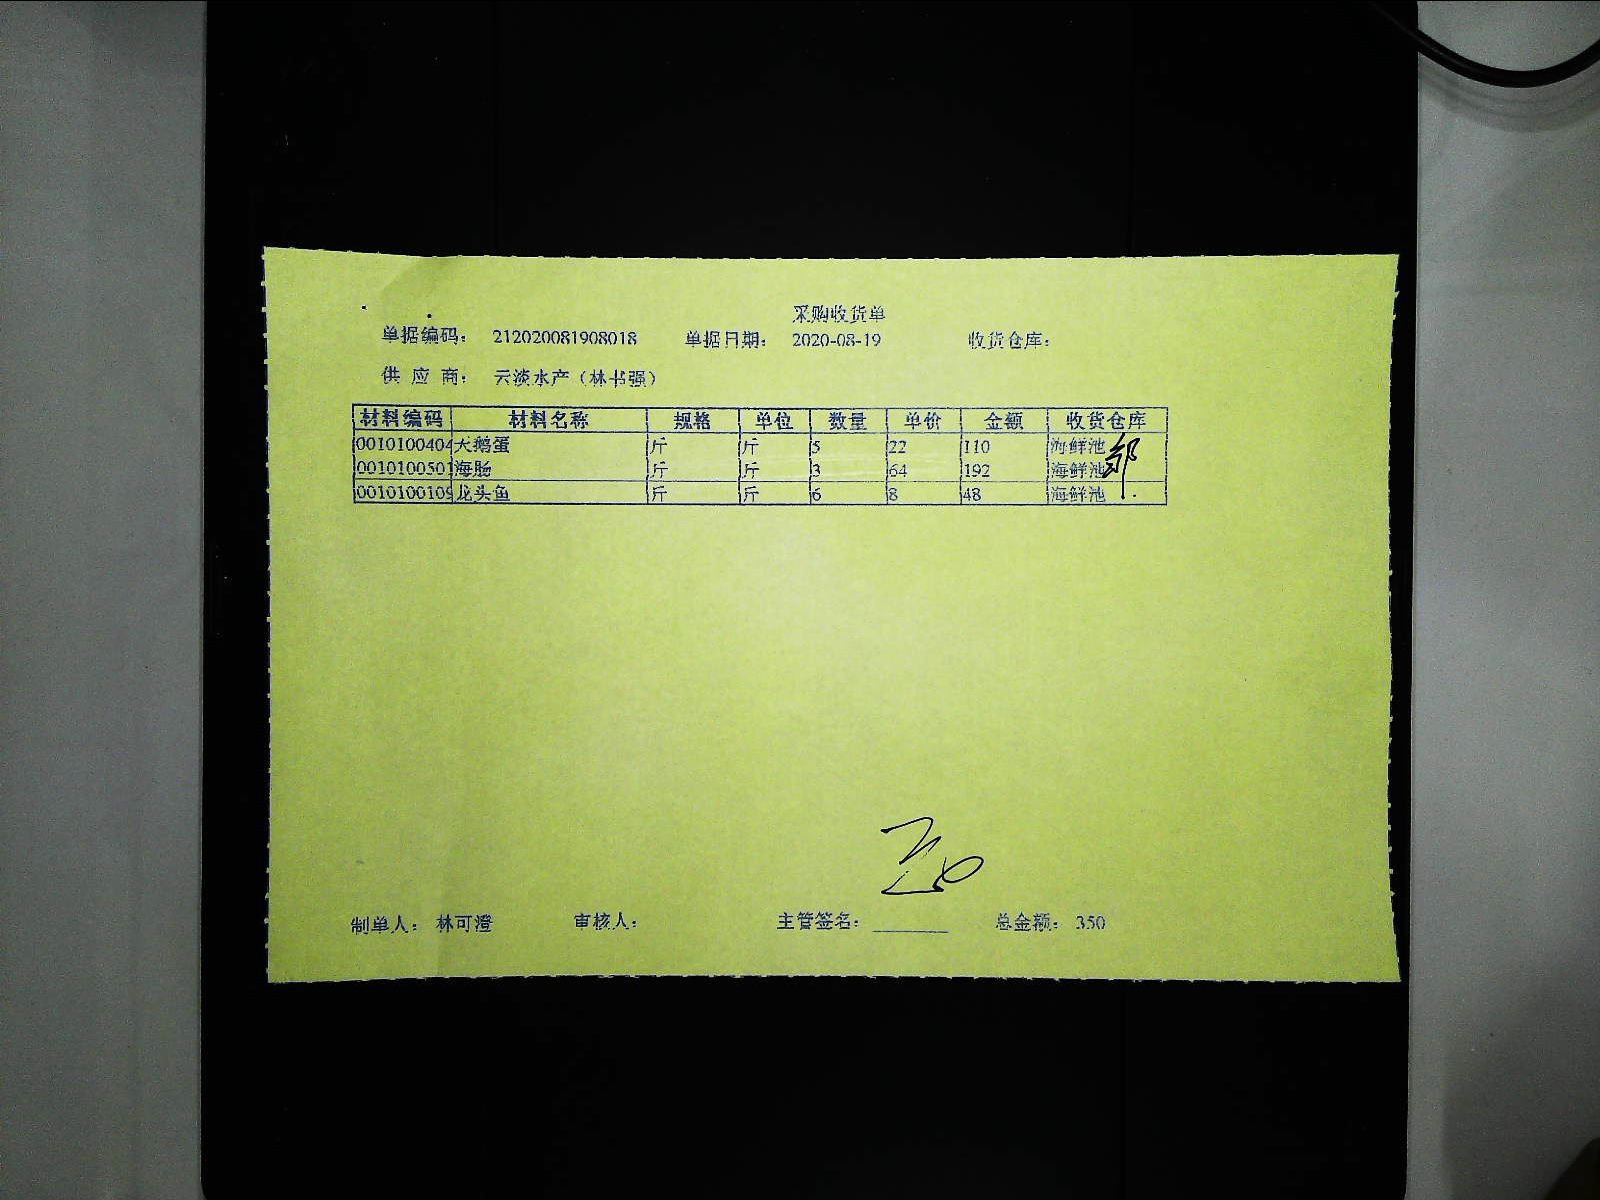 采购收货单
单据编码: 212020081908018 单据日期: 2020-08-19 收货仓库:
供 应 商: 云淡水产（林书强）
材料编码 材料名称 规格 单位 数量 单价 金额 收货仓库
0010100404 天鹅蛋 斤 斤 5 22 110 海鲜池
0010100501 海肠 斤 斤 3 64 192 海鲜池
0010100109 龙头鱼 斤 斤 6 8 48 海鲜池
制单人: 林可澄 审核人: 主管签名: 总金额: 350